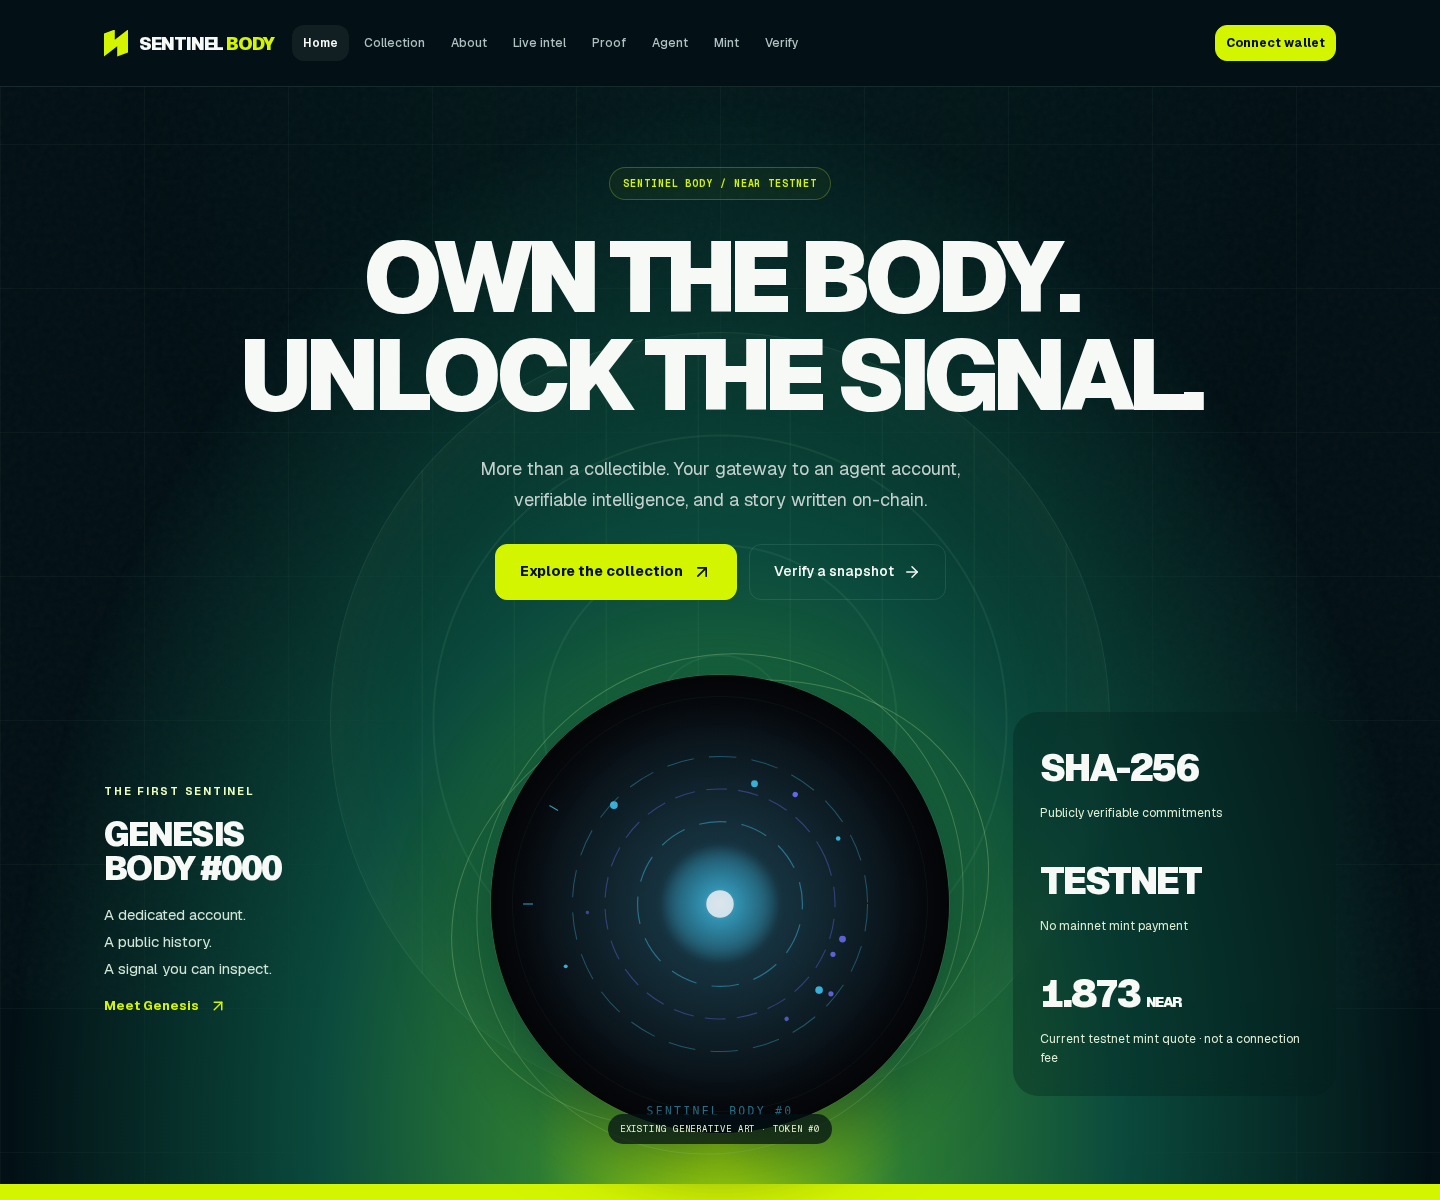 SENTINEL BODY
Home
Collection
About
Live intel
Proof
Agent
Mint
Verify
Connect wallet
SENTINEL BODY / NEAR TESTNET
OWN THE BODY.
UNLOCK THE SIGNAL.
More than a collectible. Your gateway to an agent account,
verifiable intelligence, and a story written on-chain.
Explore the collection
Verify a snapshot
THE FIRST SENTINEL
GENESIS
BODY #000
A dedicated account.
A public history.
A signal you can inspect.
Meet Genesis
SENTINEL BODY #0
EXISTING GENERATIVE ART · TOKEN #0
SHA-256
Publicly verifiable commitments
TESTNET
No mainnet mint payment
1.873 NEAR
Current testnet mint quote · not a connection
fee